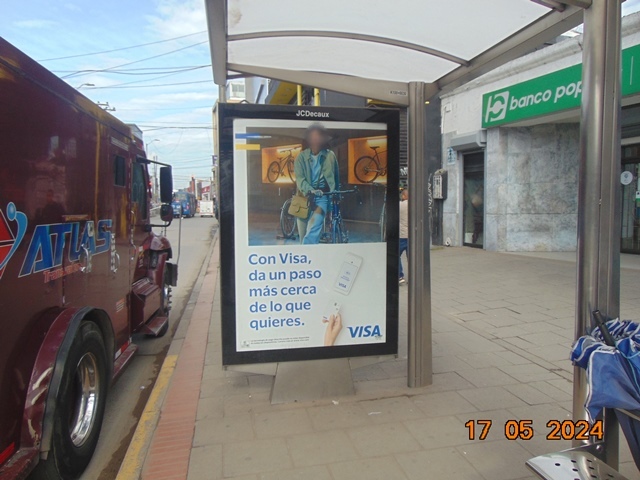 JCDecaux
banco pop
ATLAS
Con Visa,
da un paso
más cerca
de lo que
quieres.
VISA
VISA
17 05 2024